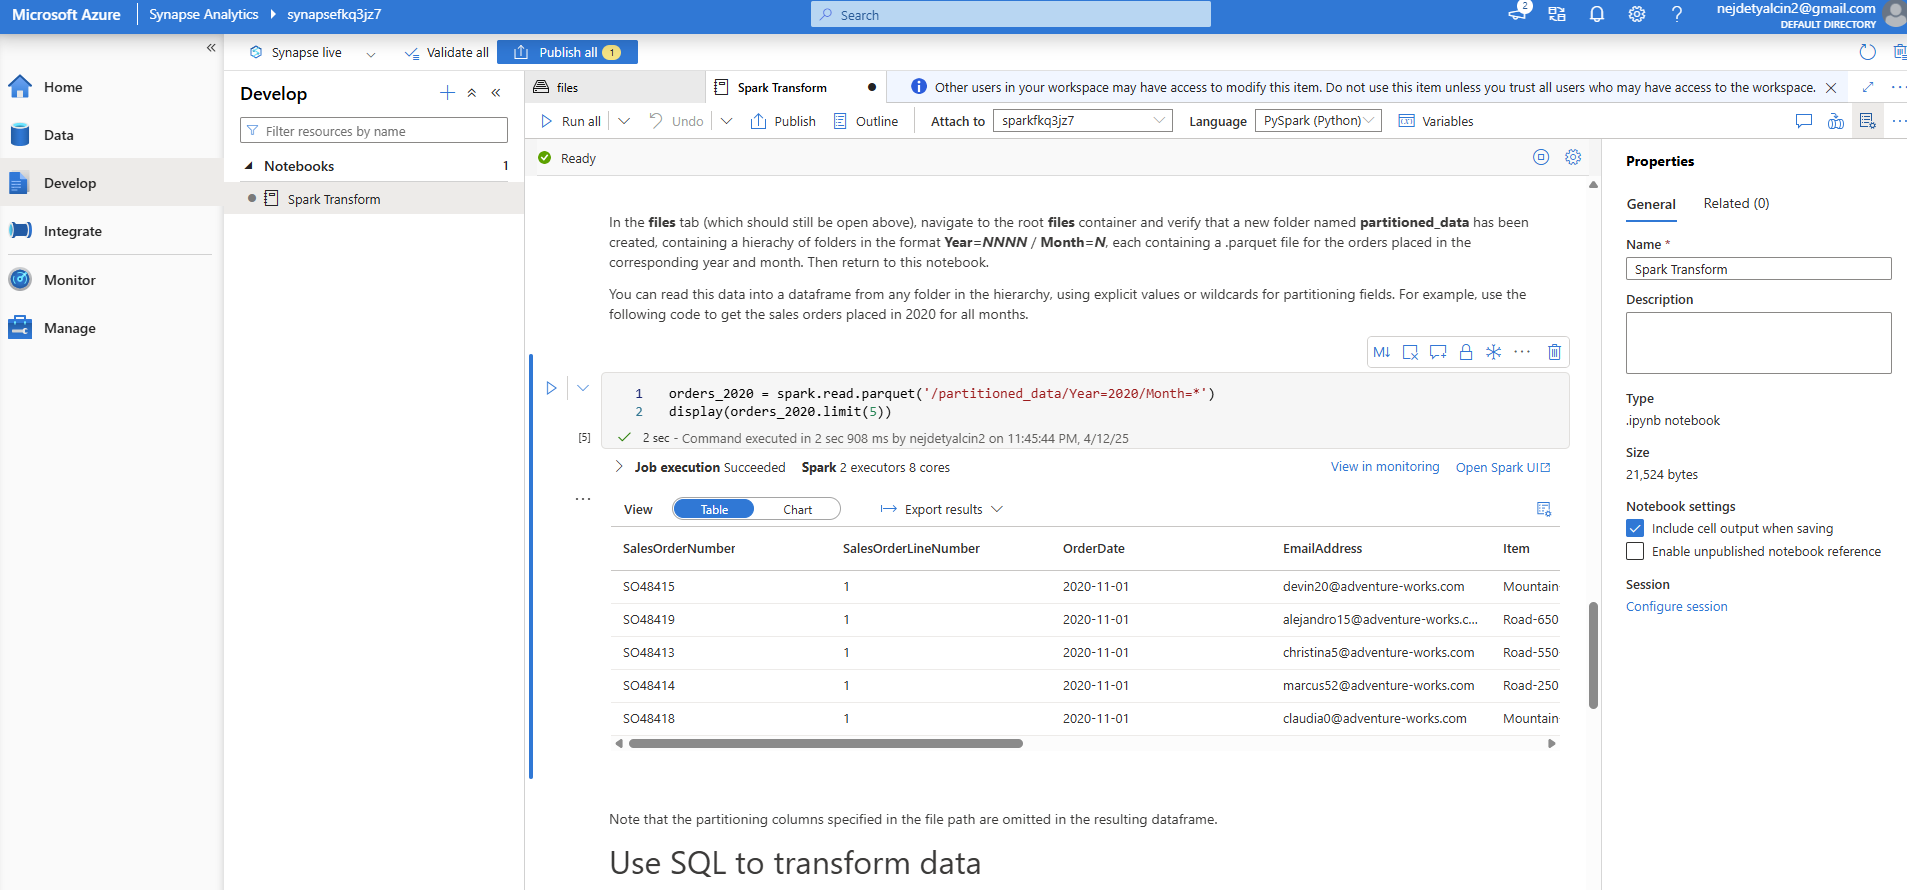 Microsoft Azure
Synapse Analytics
synapsefkq3jz7
Search
2
nejdetyalcin2@gmail.com
DEFAULT DIRECTORY
Synapse live
Validate all
Publish all 1
Home
Data
Develop
Integrate
Monitor
Manage
Develop
Filter resources by name
Notebooks 1
Spark Transform
files
Spark Transform
Other users in your workspace may have access to modify this item. Do not use this item unless you trust all users who may have access to the workspace.
Run all
Undo
Publish
Outline
Attach to sparkfkq3jz7
Language PySpark (Python)
Variables
Ready
In the files tab (which should still be open above), navigate to the root files container and verify that a new folder named partitioned_data has been
created, containing a hierachy of folders in the format Year=NNNN / Month=N, each containing a .parquet file for the orders placed in the
corresponding year and month. Then return to this notebook.
You can read this data into a dataframe from any folder in the hierarchy, using explicit values or wildcards for partitioning fields. For example, use the
following code to get the sales orders placed in 2020 for all months.
M↓
1 orders_2020 = spark.read.parquet('/partitioned_data/Year=2020/Month=*')
2 display(orders_2020.limit(5))
[5] 2 sec - Command executed in 2 sec 908 ms by nejdetyalcin2 on 11:45:44 PM, 4/12/25
Job execution Succeeded Spark 2 executors 8 cores View in monitoring Open Spark UI
View Table Chart Export results
SalesOrderNumber SalesOrderLineNumber OrderDate EmailAddress Item
SO48415 1 2020-11-01 devin20@adventure-works.com Mountain-
SO48419 1 2020-11-01 alejandro15@adventure-works.c... Road-650
SO48413 1 2020-11-01 christina5@adventure-works.com Road-550-
SO48414 1 2020-11-01 marcus52@adventure-works.com Road-250
SO48418 1 2020-11-01 claudia0@adventure-works.com Mountain-
Note that the partitioning columns specified in the file path are omitted in the resulting dataframe.
Use SQL to transform data
Properties
General Related (0)
Name *
Spark Transform
Description
Type
.ipynb notebook
Size
21,524 bytes
Notebook settings
Include cell output when saving
Enable unpublished notebook reference
Session
Configure session